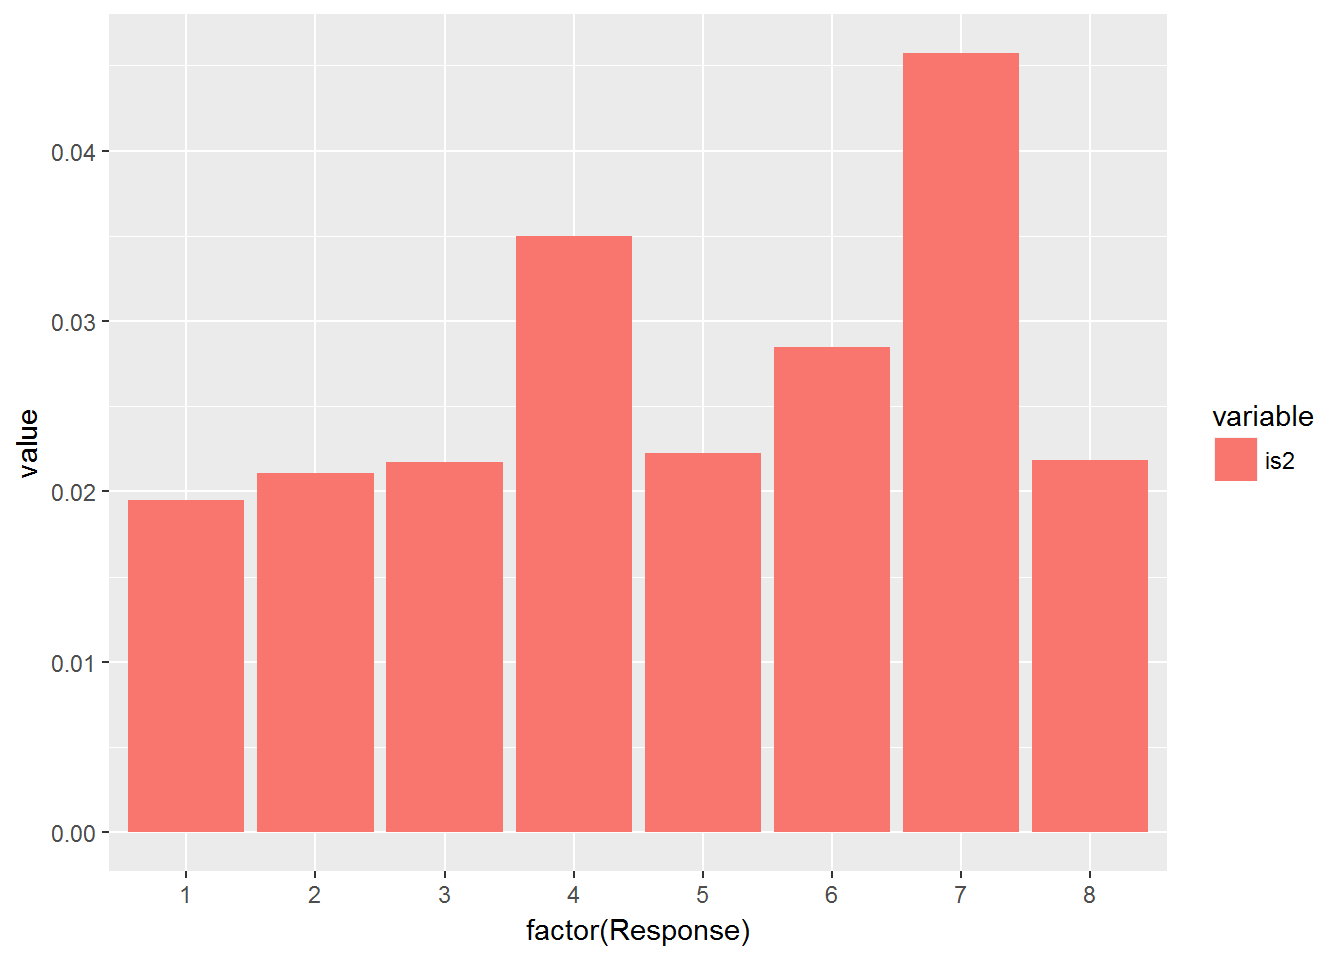 0.04
0.03
0.02
0.01
0.00
value
1 2 3 4 5 6 7 8
factor(Response)
variable
is2